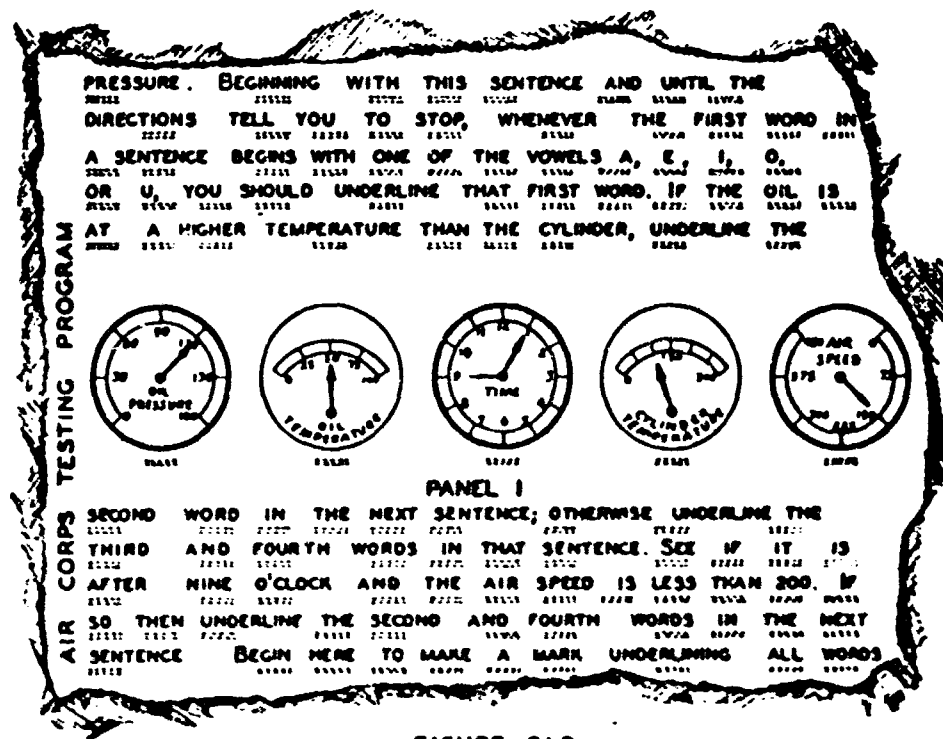 PRESSURE. BEGINNING WITH THIS SENTENCE AND UNTIL THE
DIRECTIONS TELL YOU TO STOP, WHENEVER THE FIRST WORD IN
A SENTENCE BEGINS WITH ONE OF THE VOWELS A, E, I, O,
OR U, YOU SHOULD UNDERLINE THAT FIRST WORD. IF THE OIL IS
AT A HIGHER TEMPERATURE THAN THE CYLINDER, UNDERLINE THE
AIR CORPS TESTING PROGRAM
OIL PRESSURE
OIL TEMPERATURE
TIME
CYLINDER TEMPERATURE
AIR SPEED
PANEL I
SECOND WORD IN THE NEXT SENTENCE; OTHERWISE UNDERLINE THE
THIRD AND FOURTH WORDS IN THAT SENTENCE. SEE IF IT IS
AFTER NINE O'CLOCK AND THE AIR SPEED IS LESS THAN 200. IF
SO THEN UNDERLINE THE SECOND AND FOURTH WORDS IN THE NEXT
SENTENCE BEGIN HERE TO MAKE A MARK UNDERLINING ALL WORDS